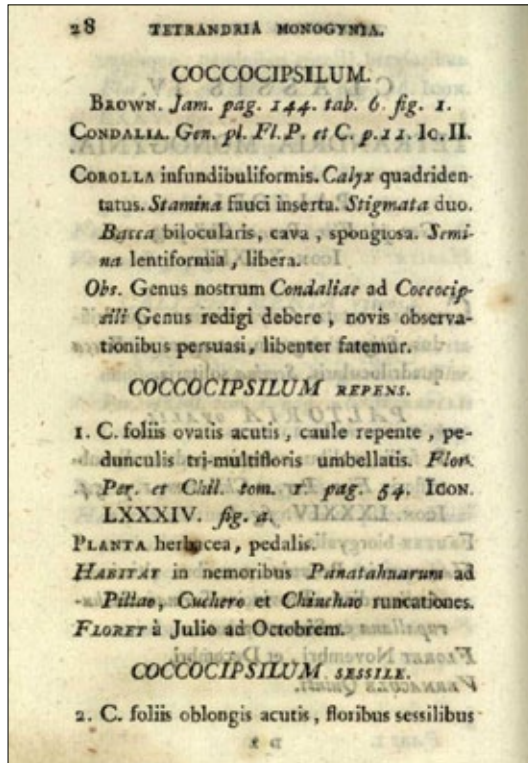 28 TETRANDRIA MONOGYNIA.
COCCOCIPSILUM.
BROWN. Jam. pag. 144. tab. 6. fig. 1.
CONDALIA. Gen. pl. Fl. P. et C. p. 11. Ic. II.
COROLLA infundibuliformis. Calyx quadriden-
tatus. Stamina fauci inserta. Stigmata duo.
Bacca bilocularis, cava, spongiosa. Semi-
na lentiformia, libera.
Obs. Genus nostrum Condaliae ad Coccocip-
sili Genus redigi debere, novis observa-
tionibus persuasi, libenter fatemur.
COCCOCIPSILUM REPENS.
1. C. foliis ovatis acutis, caule repente, pe-
dunculis tri-multifloris umbellatis. Flor.
Per. et Chil. tom. 1. pag. 54. ICON.
LXXXIV. fig. a.
PLANTA herbacea, pedalis.
HABITAT in nemoribus Panatahuarum ad
Pillao, Cuchero et Chinchao runcationes.
FLORET à Julio ad Octobrem.
COCCOCIPSILUM SESSILE.
2. C. foliis oblongis acutis, floribus sessilibus